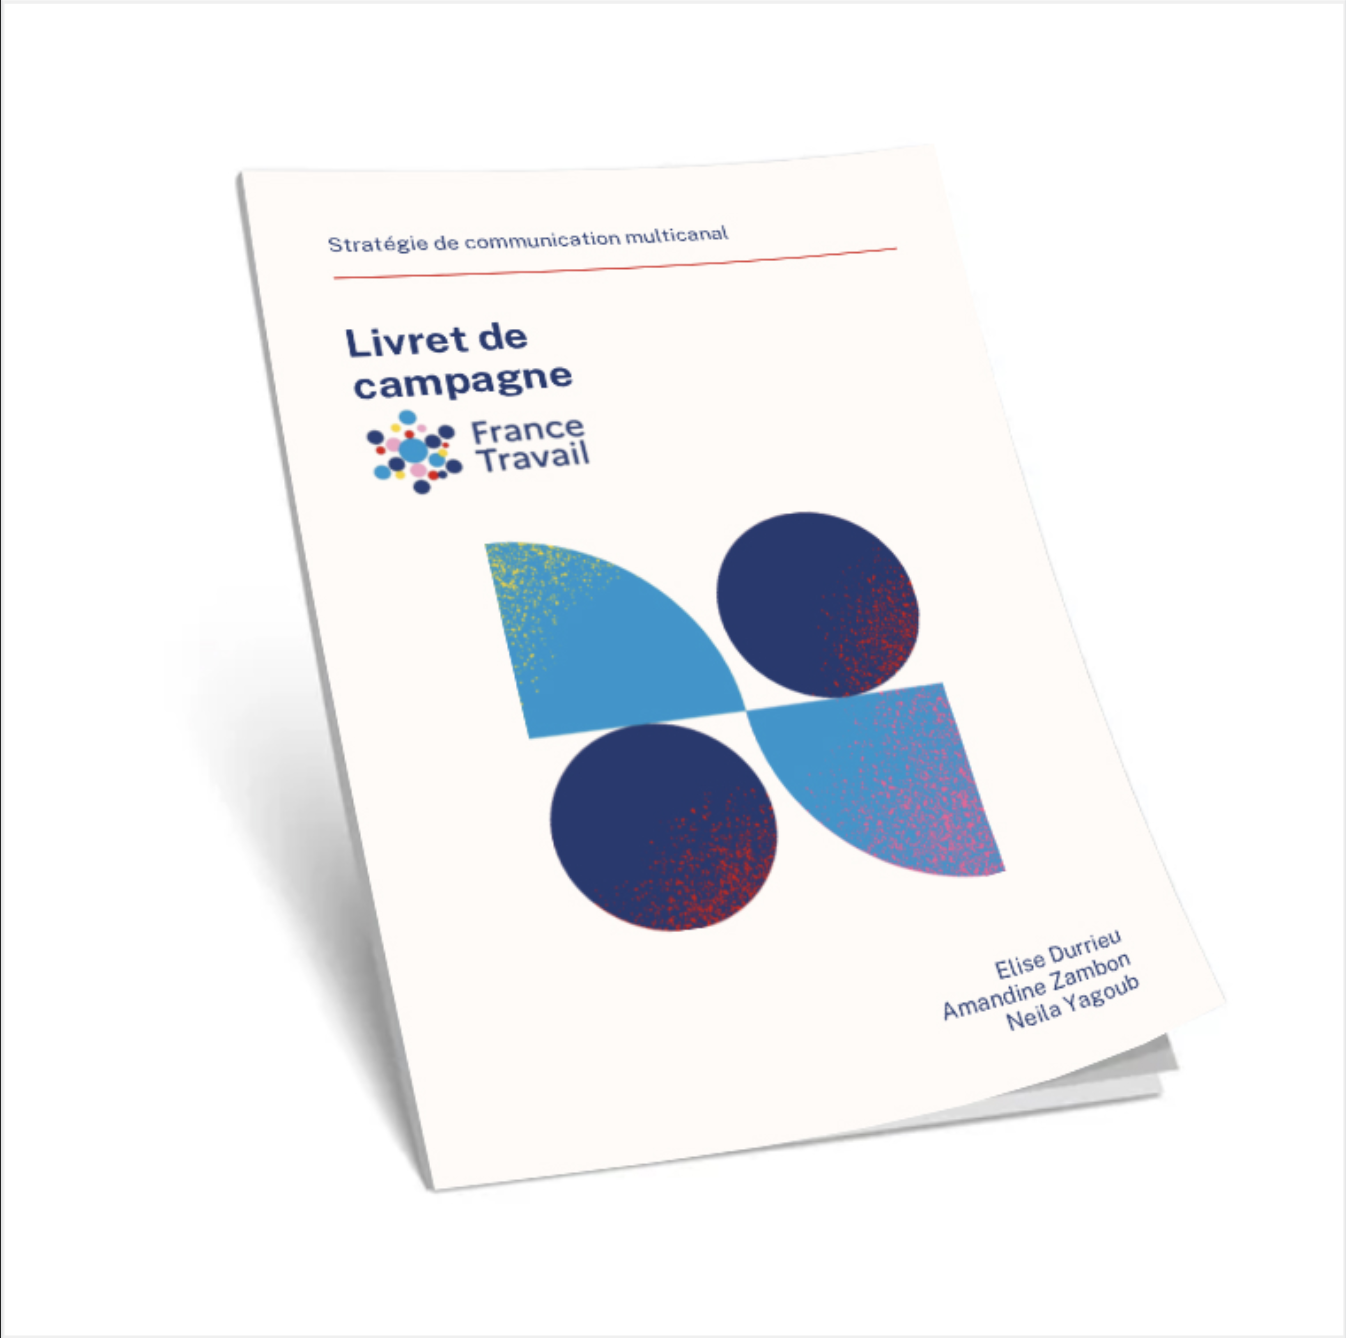 Stratégie de communication multicanal
Livret de
campagne
France
Travail
Elise Durrieu
Amandine Zambon
Neila Yagoub